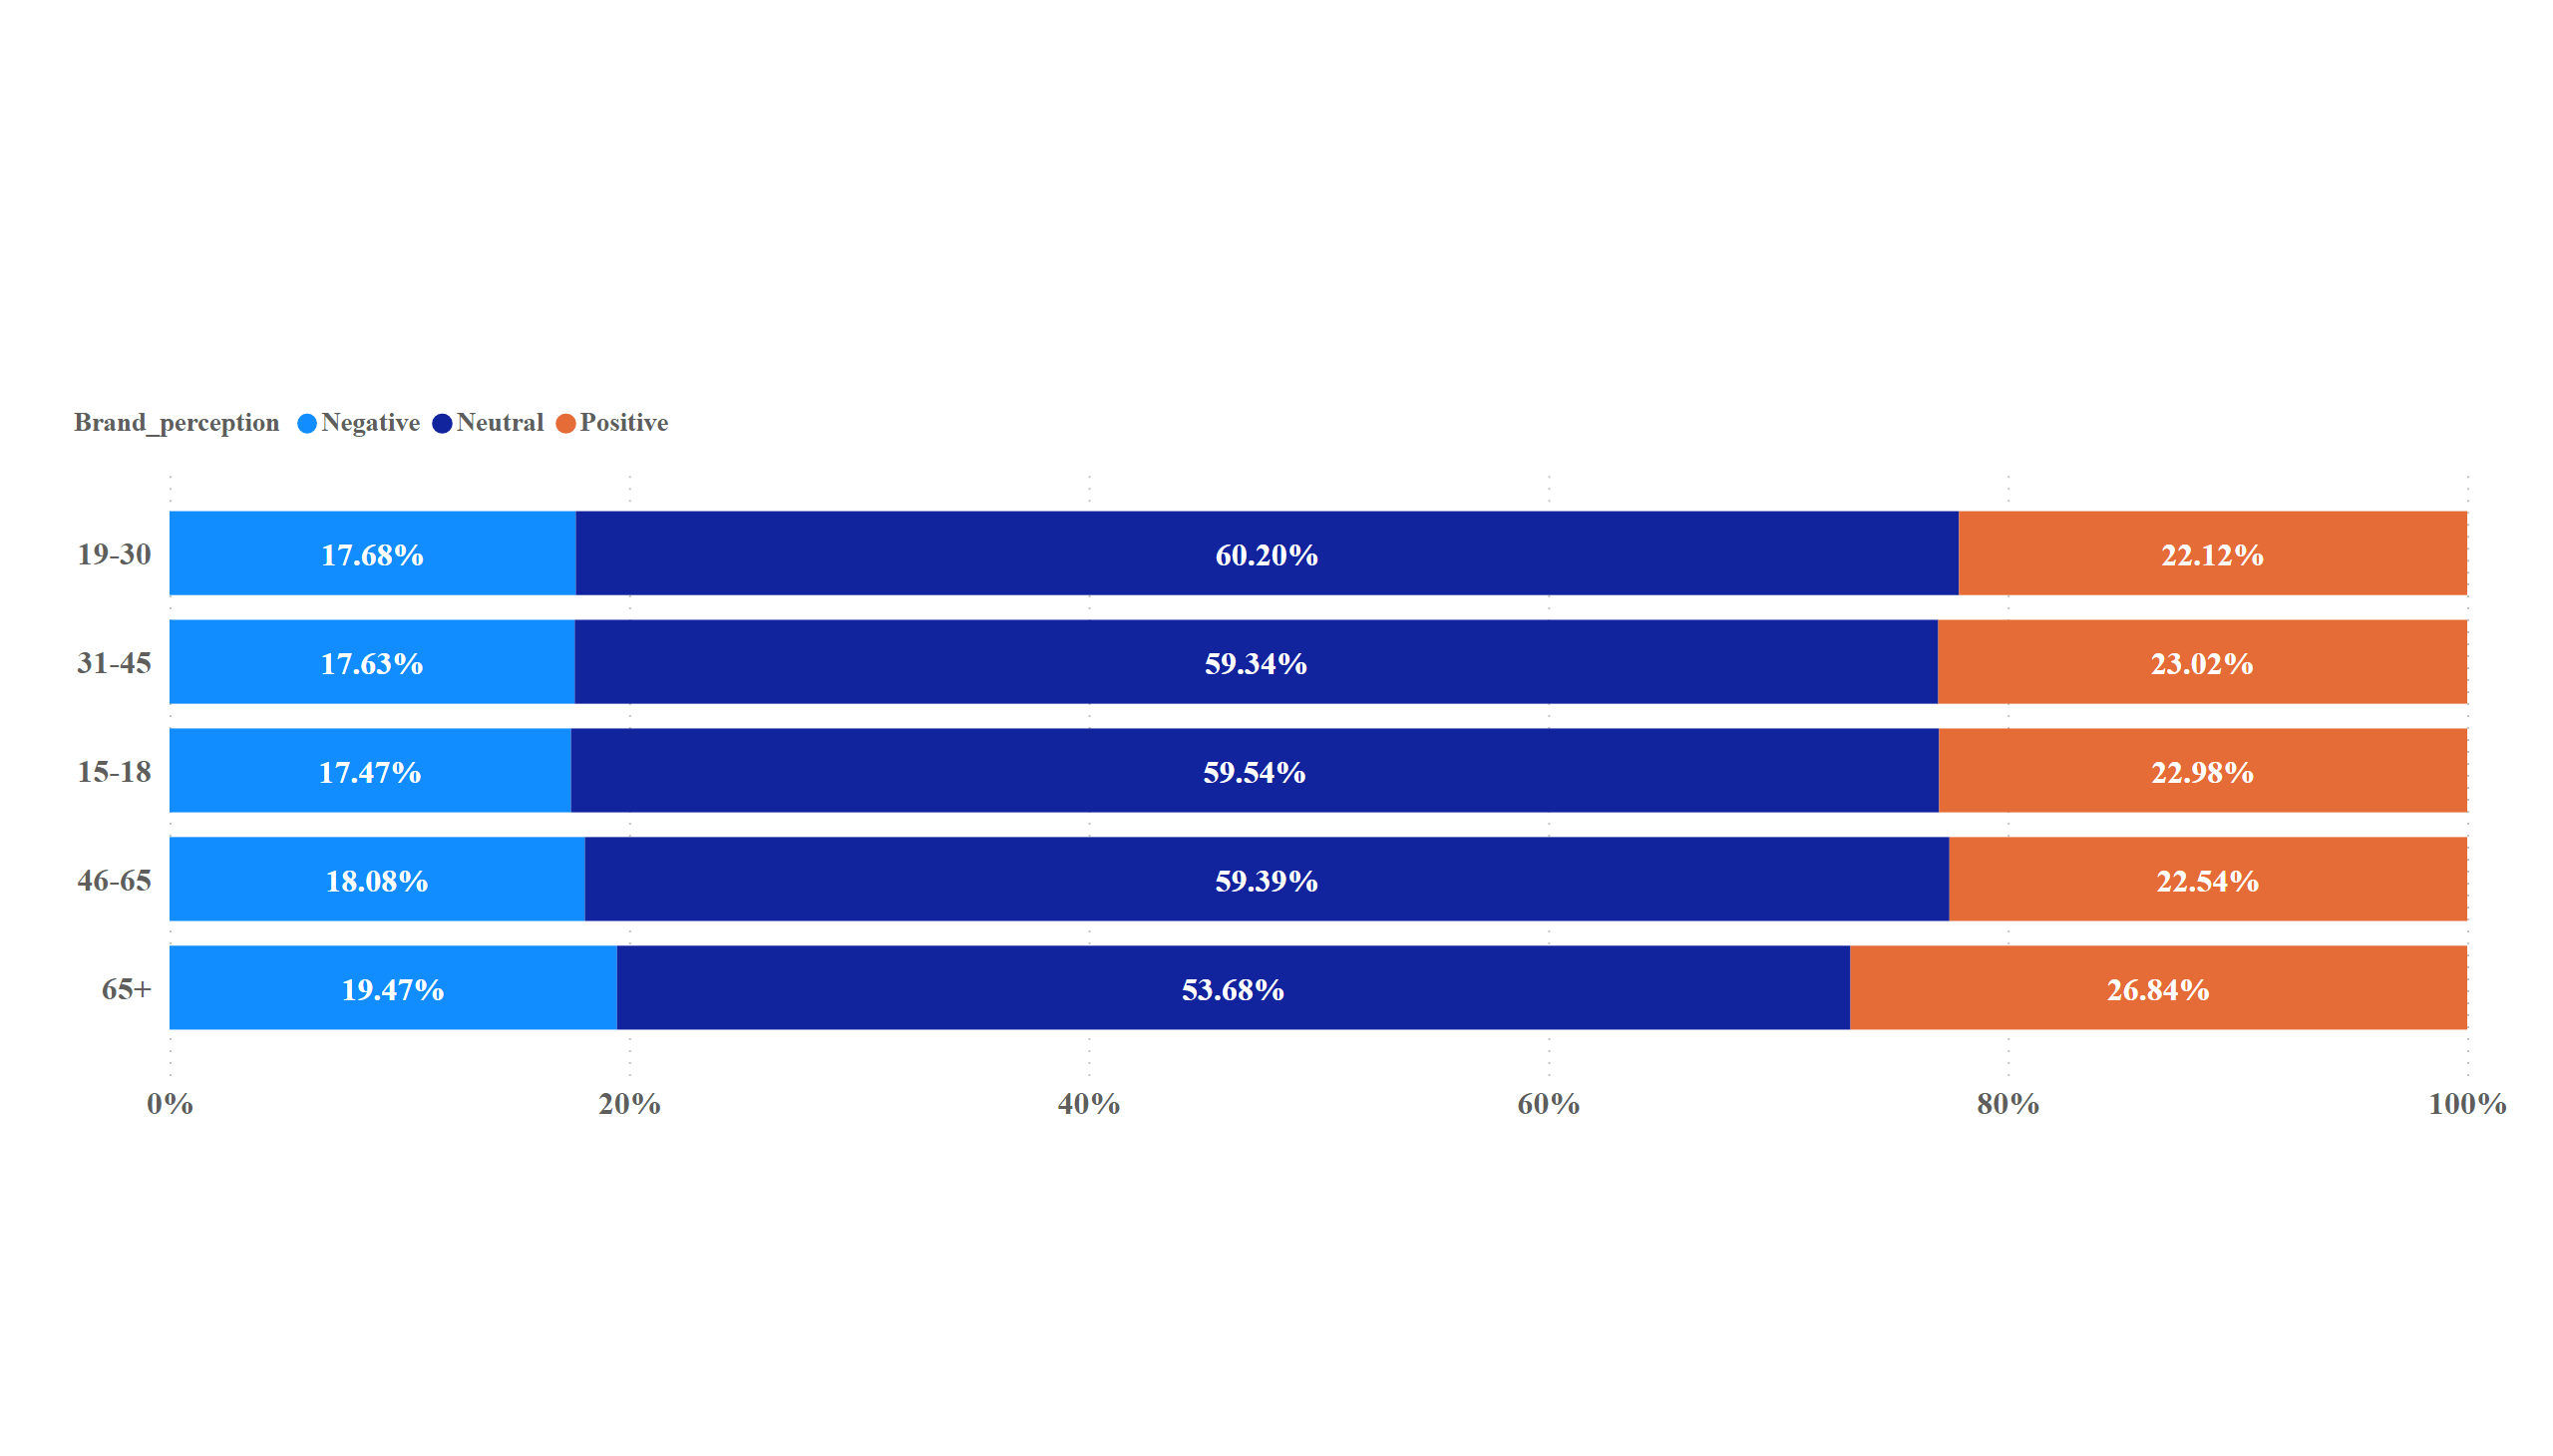 Brand_perception Negative Neutral Positive
19-30 17.68% 60.20% 22.12%
31-45 17.63% 59.34% 23.02%
15-18 17.47% 59.54% 22.98%
46-65 18.08% 59.39% 22.54%
65+ 19.47% 53.68% 26.84%
0% 20% 40% 60% 80% 100%